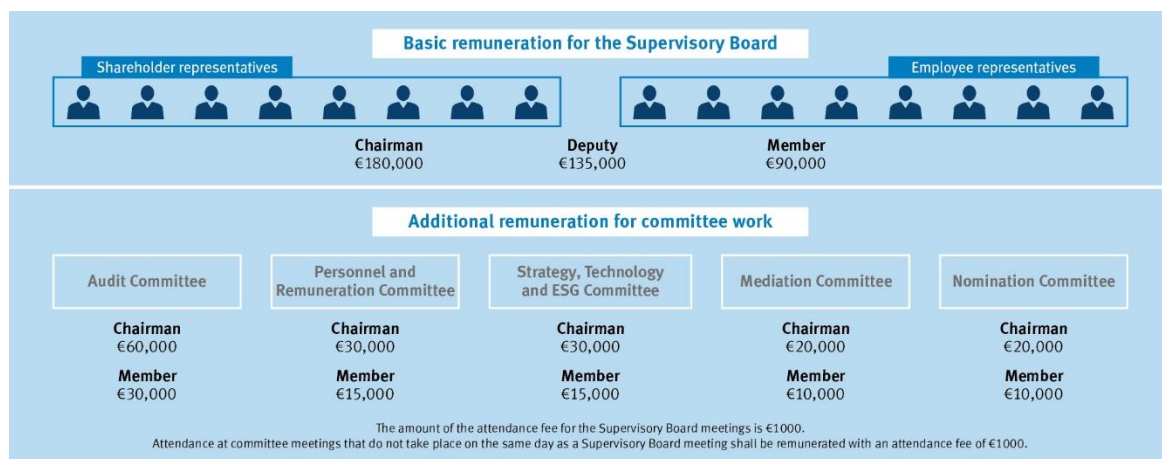 Basic remuneration for the Supervisory Board
Shareholder representatives
Employee representatives
Chairman
€180,000
Deputy
€135,000
Member
€90,000
Additional remuneration for committee work
Audit Committee
Chairman
€60,000
Member
€30,000
Personnel and
Remuneration Committee
Chairman
€30,000
Member
€15,000
Strategy, Technology
and ESG Committee
Chairman
€30,000
Member
€15,000
Mediation Committee
Chairman
€20,000
Member
€10,000
Nomination Committee
Chairman
€20,000
Member
€10,000
The amount of the attendance fee for the Supervisory Board meetings is €1000.
Attendance at committee meetings that do not take place on the same day as a Supervisory Board meeting shall be remunerated with an attendance fee of €1000.